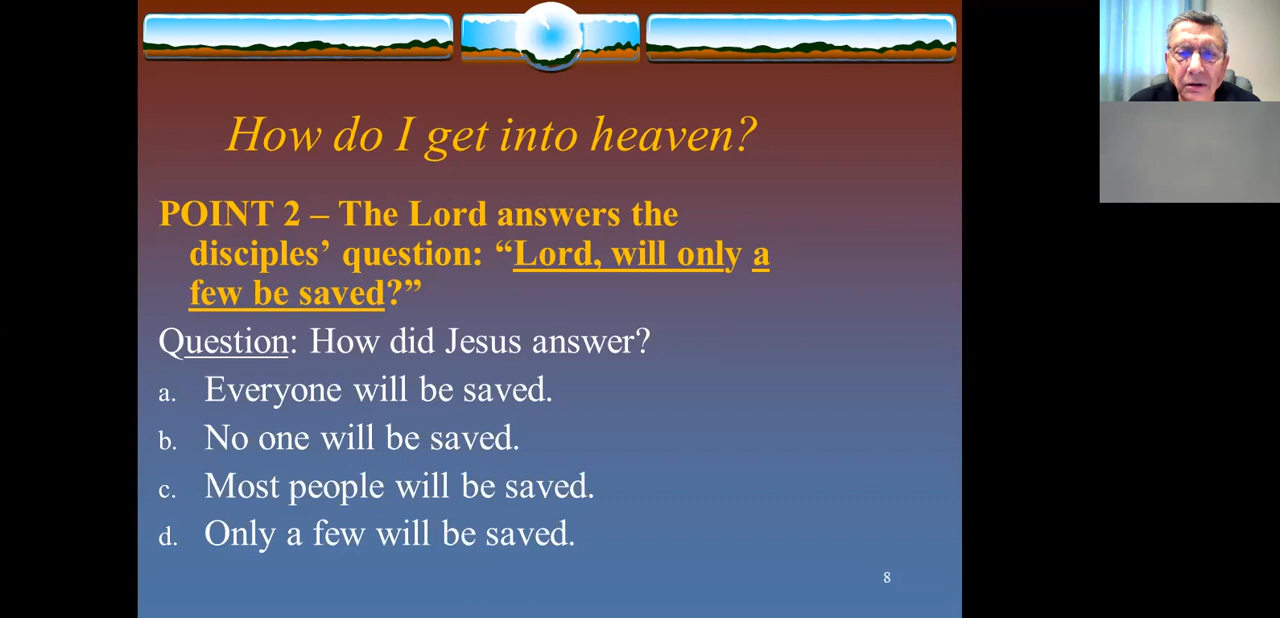 How do I get into heaven?
POINT 2 – The Lord answers the
disciples’ question: “Lord, will only a
few be saved?”
Question: How did Jesus answer?
a. Everyone will be saved.
b. No one will be saved.
c. Most people will be saved.
d. Only a few will be saved.
8